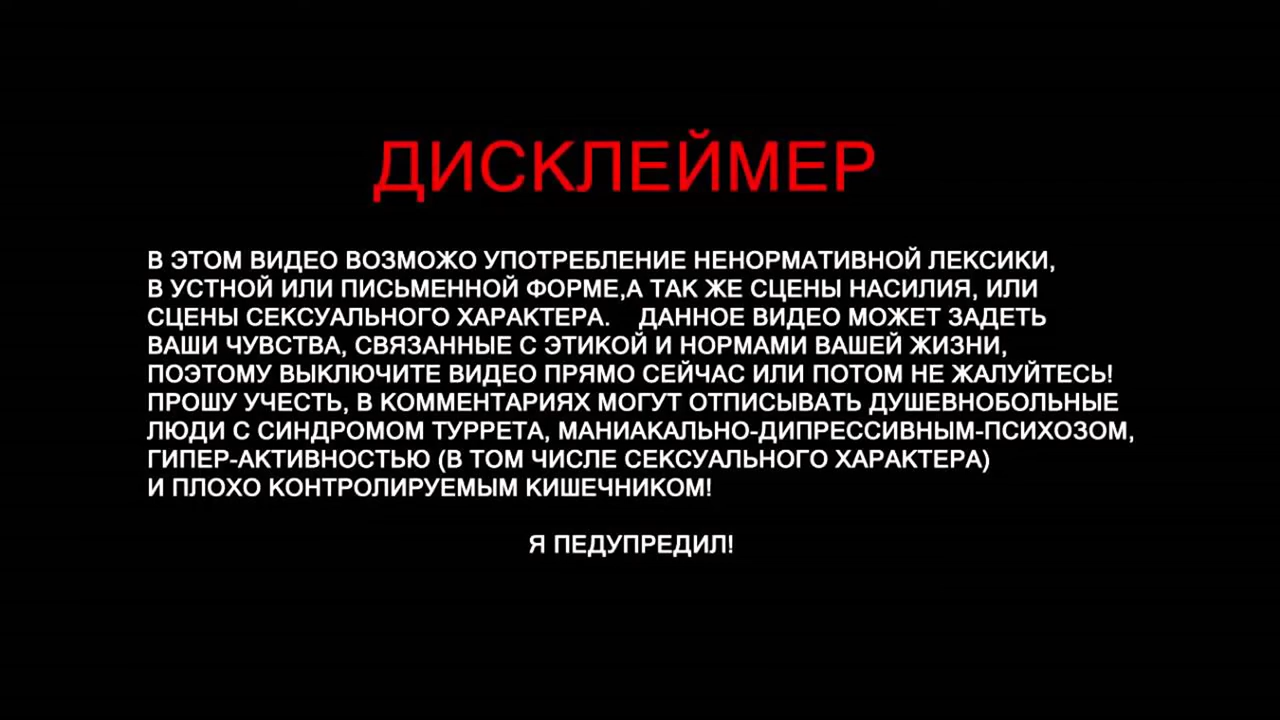 ДИСКЛЕЙМЕР
В ЭТОМ ВИДЕО ВОЗМОЖО УПОТРЕБЛЕНИЕ НЕНОРМАТИВНОЙ ЛЕКСИКИ,
В УСТНОЙ ИЛИ ПИСЬМЕННОЙ ФОРМЕ,А ТАК ЖЕ СЦЕНЫ НАСИЛИЯ, ИЛИ
СЦЕНЫ СЕКСУАЛЬНОГО ХАРАКТЕРА. ДАННОЕ ВИДЕО МОЖЕТ ЗАДЕТЬ
ВАШИ ЧУВСТВА, СВЯЗАННЫЕ С ЭТИКОЙ И НОРМАМИ ВАШЕЙ ЖИЗНИ,
ПОЭТОМУ ВЫКЛЮЧИТЕ ВИДЕО ПРЯМО СЕЙЧАС ИЛИ ПОТОМ НЕ ЖАЛУЙТЕСЬ!
ПРОШУ УЧЕСТЬ, В КОММЕНТАРИЯХ МОГУТ ОТПИСЫВАТЬ ДУШЕВНОБОЛЬНЫЕ
ЛЮДИ С СИНДРОМОМ ТУРРЕТА, МАНИАКАЛЬНО-ДИПРЕССИВНЫМ-ПСИХОЗОМ,
ГИПЕР-АКТИВНОСТЬЮ (В ТОМ ЧИСЛЕ СЕКСУАЛЬНОГО ХАРАКТЕРА)
И ПЛОХО КОНТРОЛИРУЕМЫМ КИШЕЧНИКОМ!
Я ПЕДУПРЕДИЛ!